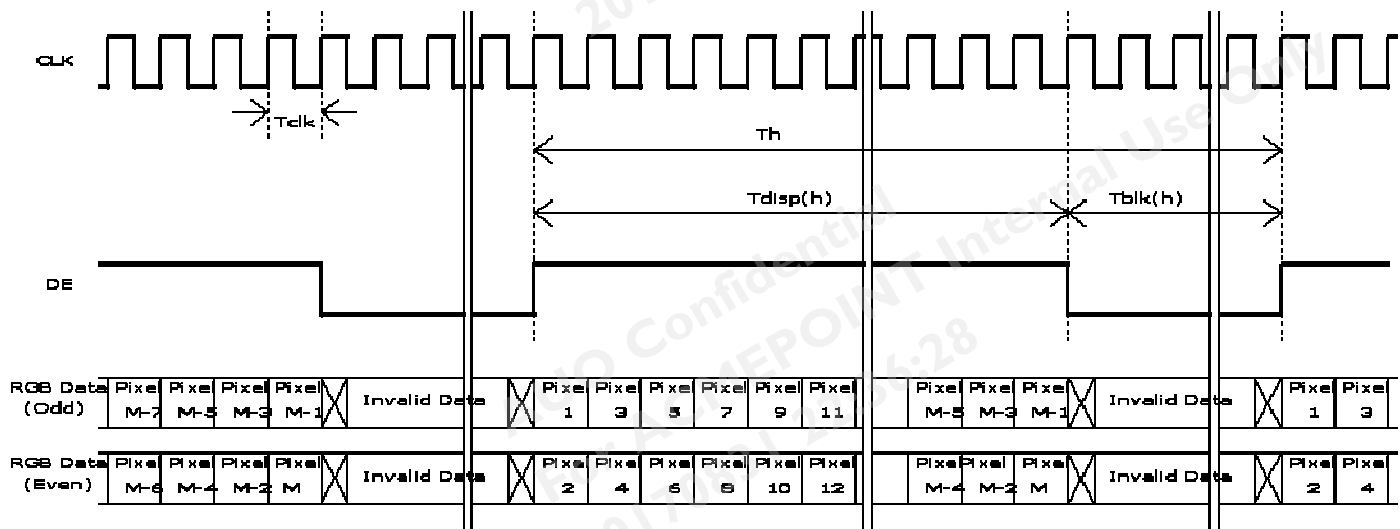 CLK
Tclk
Th
Tdisp(h)
Tblk(h)
DE
RGB Data (Odd)
Pixel M-7
Pixel M-5
Pixel M-3
Pixel M-1
Invalid Data
Pixel 1
Pixel 3
Pixel 5
Pixel 7
Pixel 9
Pixel 11
Pixel M-5
Pixel M-3
Pixel M-1
Invalid Data
Pixel 1
Pixel 3
RGB Data (Even)
Pixel M-6
Pixel M-4
Pixel M-2
Pixel M
Invalid Data
Pixel 2
Pixel 4
Pixel 6
Pixel 8
Pixel 10
Pixel 12
Pixel M-4
Pixel M-2
Pixel M
Invalid Data
Pixel 2
Pixel 4
AUO Confidential
For ACMEPOINT Internal Use Only